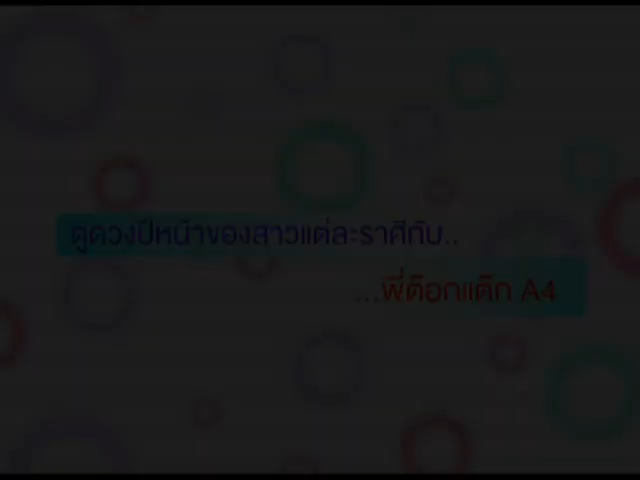 ดูดวงปีหน้าของสาวแต่ละราศีกับ..
...พี่ต๊อกแต๊ก A4